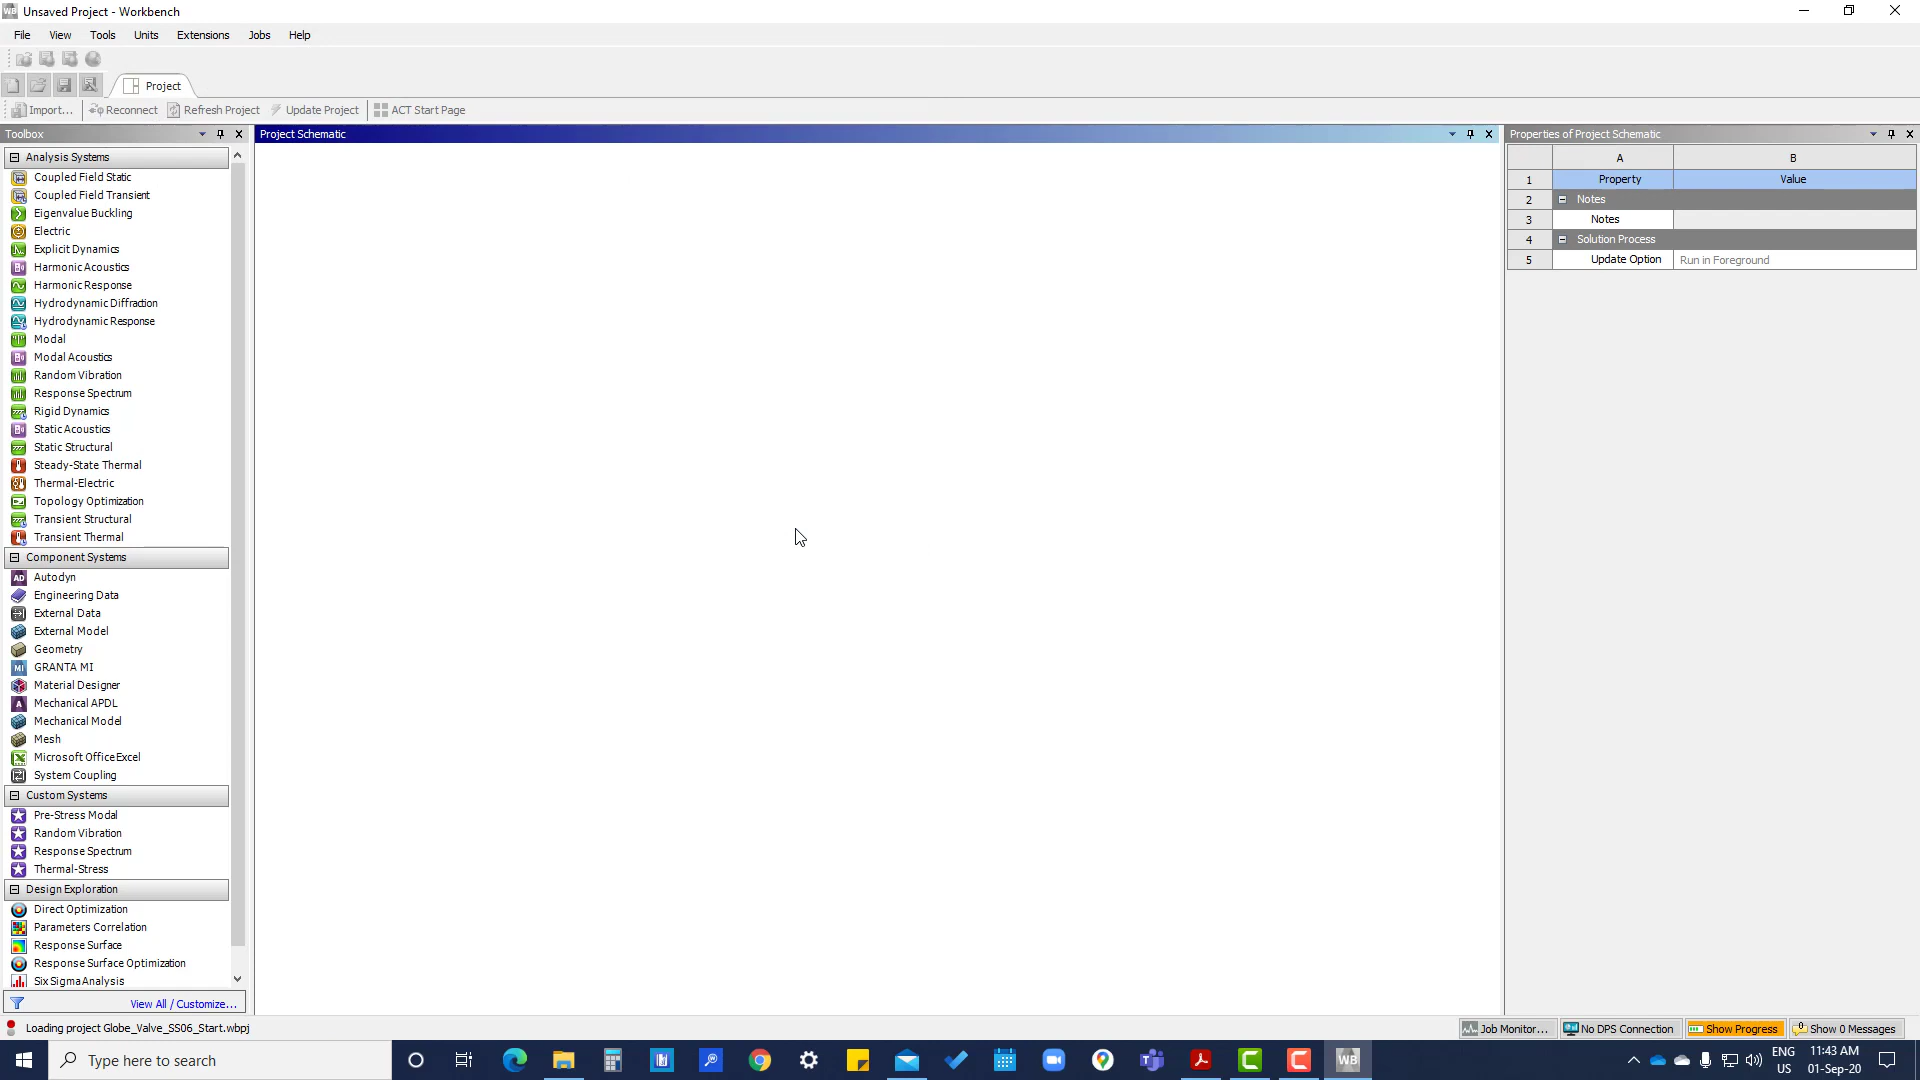 Unsaved Project - Workbench
File View Tools Units Extensions Jobs Help
Project
Import... Reconnect Refresh Project Update Project ACT Start Page
Toolbox
Analysis Systems
Coupled Field Static
Coupled Field Transient
Eigenvalue Buckling
Electric
Explicit Dynamics
Harmonic Acoustics
Harmonic Response
Hydrodynamic Diffraction
Hydrodynamic Response
Modal
Modal Acoustics
Random Vibration
Response Spectrum
Rigid Dynamics
Static Acoustics
Static Structural
Steady-State Thermal
Thermal-Electric
Topology Optimization
Transient Structural
Transient Thermal
Component Systems
Autodyn
Engineering Data
External Data
External Model
Geometry
GRANTA MI
Material Designer
Mechanical APDL
Mechanical Model
Mesh
Microsoft Office Excel
System Coupling
Custom Systems
Pre-Stress Modal
Random Vibration
Response Spectrum
Thermal-Stress
Design Exploration
Direct Optimization
Parameters Correlation
Response Surface
Response Surface Optimization
Six Sigma Analysis
View All / Customize...
Project Schematic
Properties of Project Schematic
A B
1 Property Value
2 Notes
3 Notes
4 Solution Process
5 Update Option Run in Foreground
Loading project Globe_Valve_SS06_Start.wbpj
Job Monitor... No DPS Connection Show Progress Show 0 Messages
Type here to search
WB
ENG
US
11:43 AM
01-Sep-20